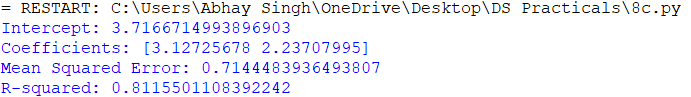 = RESTART: C:\Users\Abhay Singh\OneDrive\Desktop\DS Practicals\8c.py
Intercept: 3.7166714993896903
Coefficients: [3.12725678 2.23707995]
Mean Squared Error: 0.7144483936493807
R-squared: 0.8115501108392242